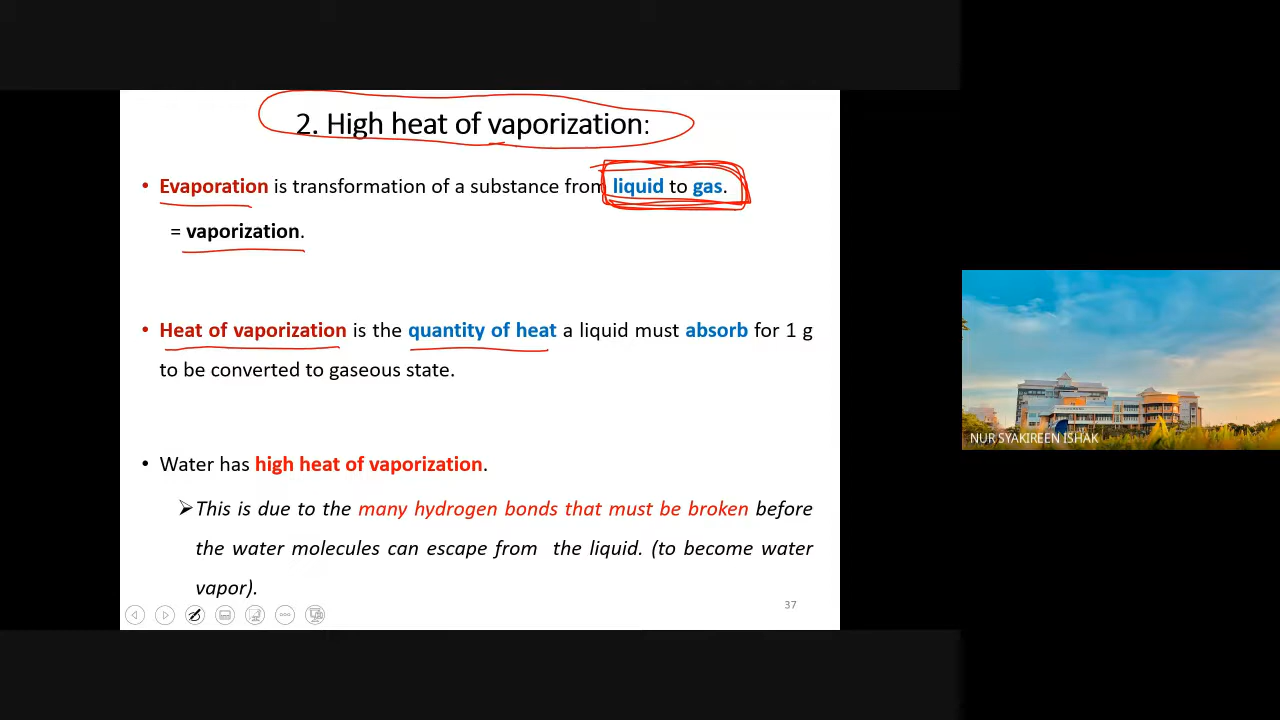 2. High heat of vaporization:
• Evaporation is transformation of a substance from liquid to gas.
= vaporization.
• Heat of vaporization is the quantity of heat a liquid must absorb for 1 g
to be converted to gaseous state.
• Water has high heat of vaporization.
➢This is due to the many hydrogen bonds that must be broken before
the water molecules can escape from the liquid. (to become water
vapor).
37
NUR SYAKIREEN ISHAK